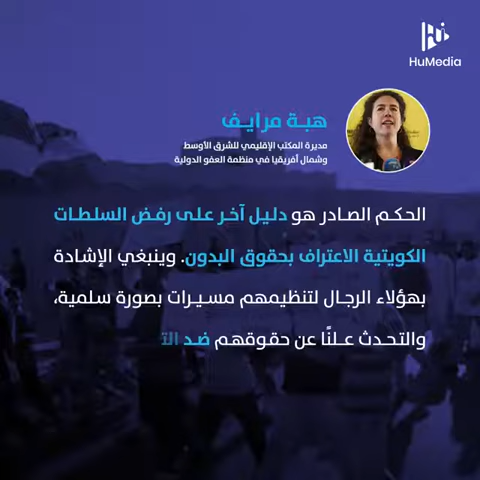 HuMedia
هبة مرايف
مديرة المكتب الإقليمي للشرق الأوسط
وشمال أفريقيا في منظمة العفو الدولية
الحكم الصادر هو دليل آخر على رفض السلطات
الكويتية الاعتراف بحقوق البدون. وينبغي الإشادة
بهؤلاء الرجال لتنظيمهم مسيرات بصورة سلمية،
والتحدث علنًا عن حقوقهم ضد الت